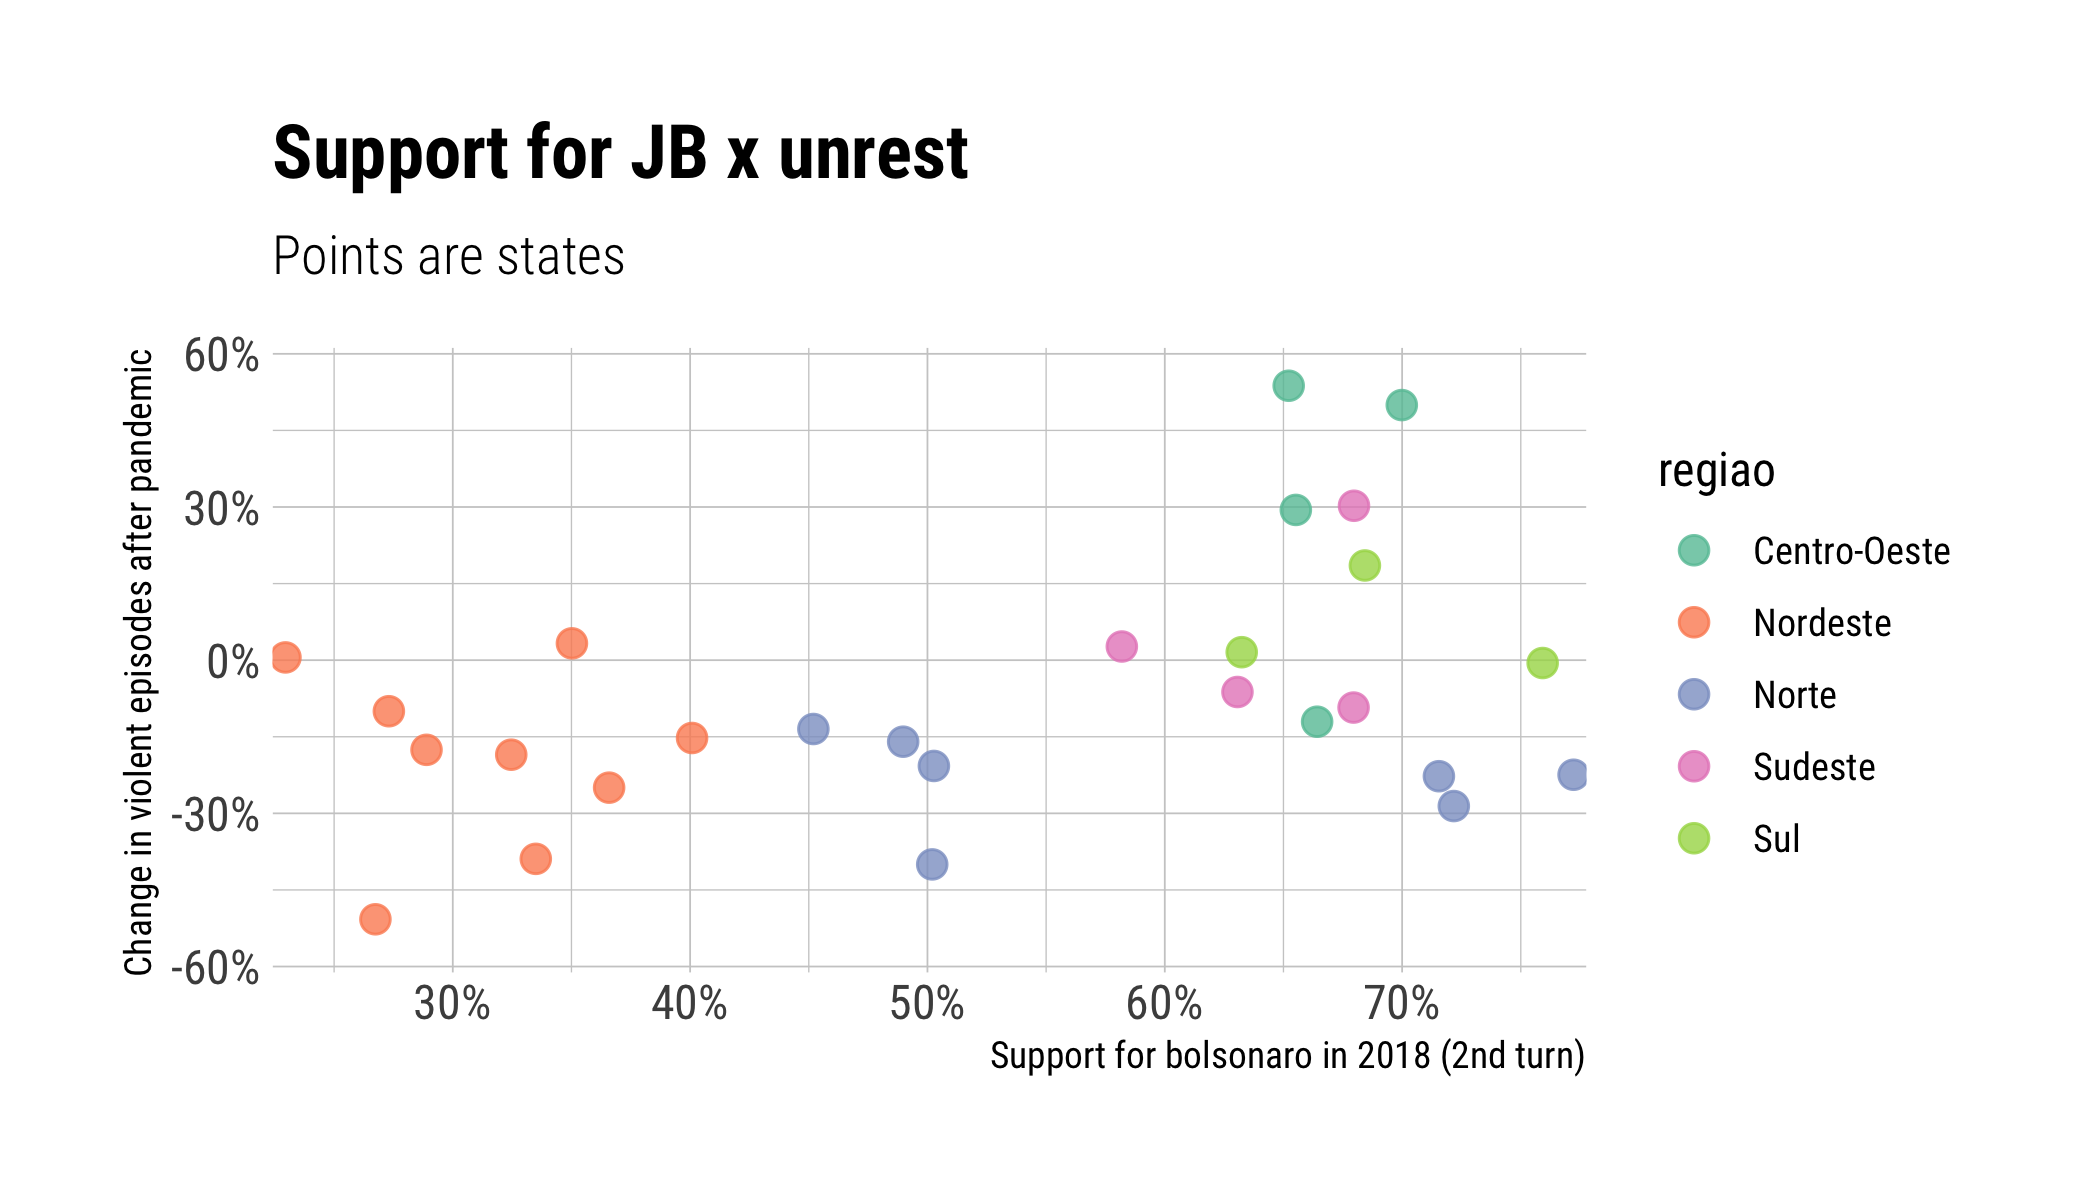 Support for JB x unrest
Points are states
Change in violent episodes after pandemic
60%
30%
0%
-30%
-60%
30%
40%
50%
60%
70%
Support for bolsonaro in 2018 (2nd turn)
regiao
Centro-Oeste
Nordeste
Norte
Sudeste
Sul